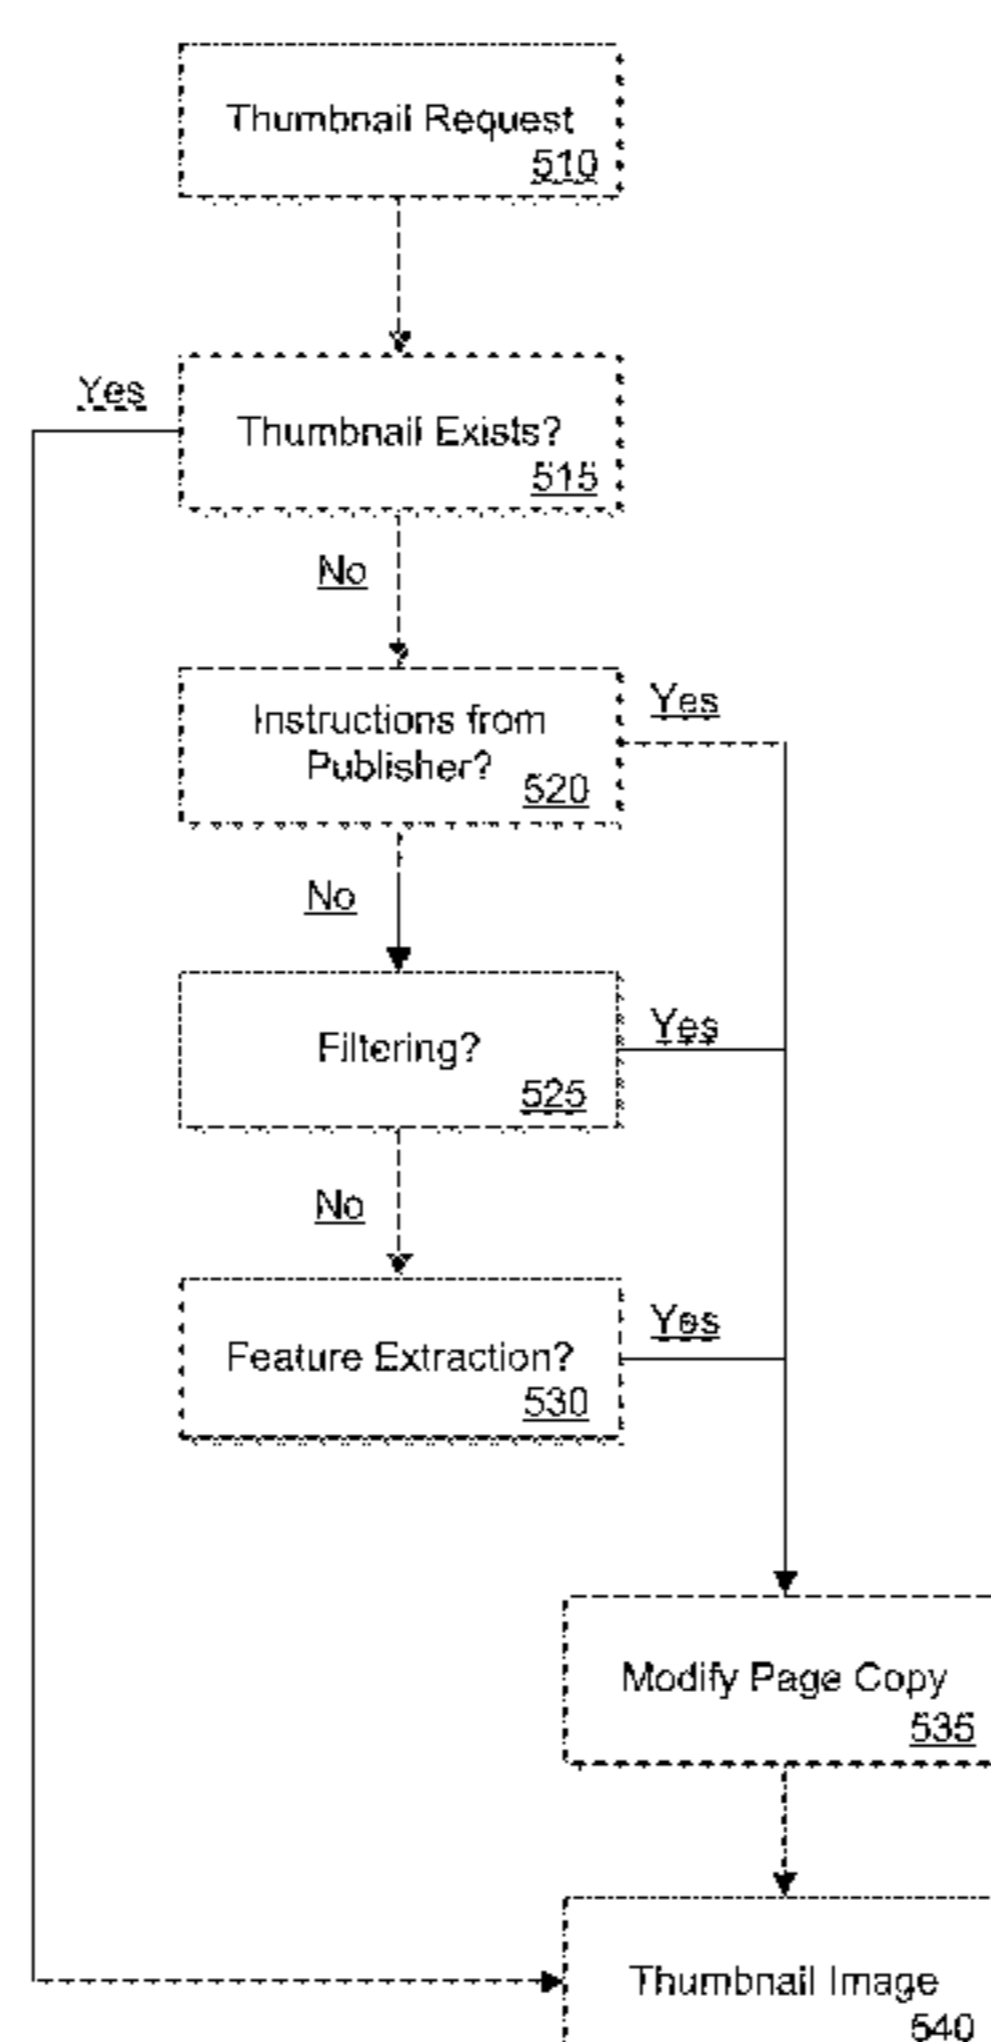 Thumbnail Request
510
Yes
Thumbnail Exists?
515
No
Instructions from
Publisher?
520
Yes
No
Filtering?
525
Yes
No
Feature Extraction?
530
Yes
Modify Page Copy
535
Thumbnail Image
540